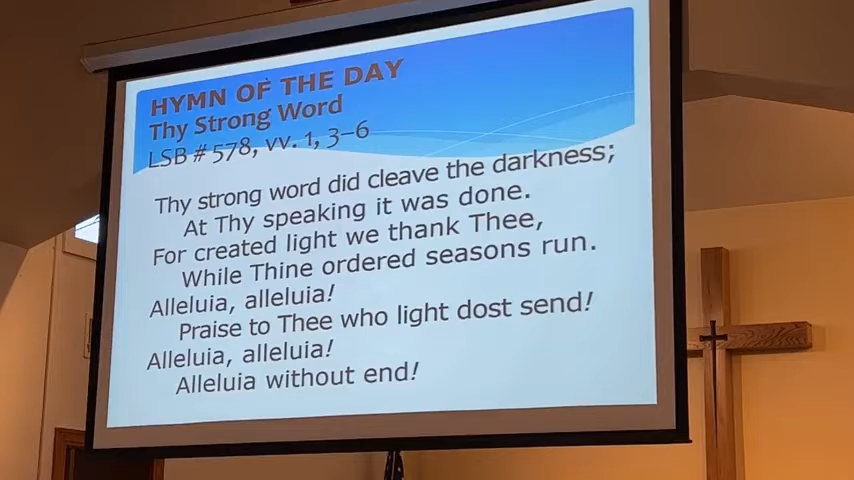 HYMN OF THE DAY
Thy Strong Word
LSB #578, vv. 1, 3–6
Thy strong word did cleave the darkness;
At Thy speaking it was done.
For created light we thank Thee,
While Thine ordered seasons run.
Alleluia, alleluia!
Praise to Thee who light dost send!
Alleluia, alleluia!
Alleluia without end!